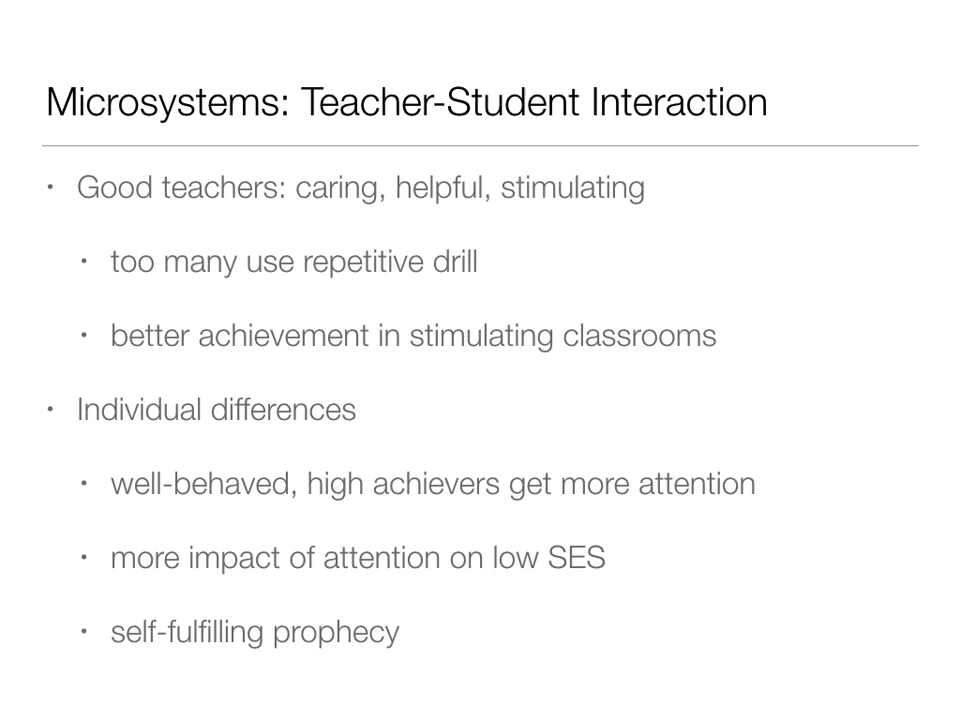 Microsystems: Teacher-Student Interaction
• Good teachers: caring, helpful, stimulating
• too many use repetitive drill
• better achievement in stimulating classrooms
• Individual differences
• well-behaved, high achievers get more attention
• more impact of attention on low SES
• self-fulfilling prophecy